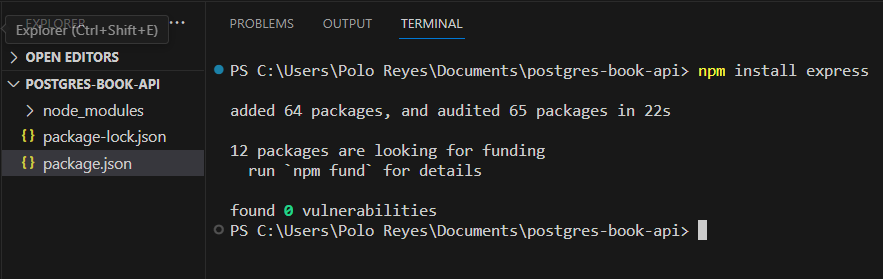 EXPLORER
···
Explorer (Ctrl+Shift+E)
OPEN EDITORS
POSTGRES-BOOK-API
node_modules
{} package-lock.json
{} package.json
PROBLEMS OUTPUT TERMINAL
PS C:\Users\Polo Reyes\Documents\postgres-book-api> npm install express
added 64 packages, and audited 65 packages in 22s
12 packages are looking for funding
run `npm fund` for details
found 0 vulnerabilities
PS C:\Users\Polo Reyes\Documents\postgres-book-api>